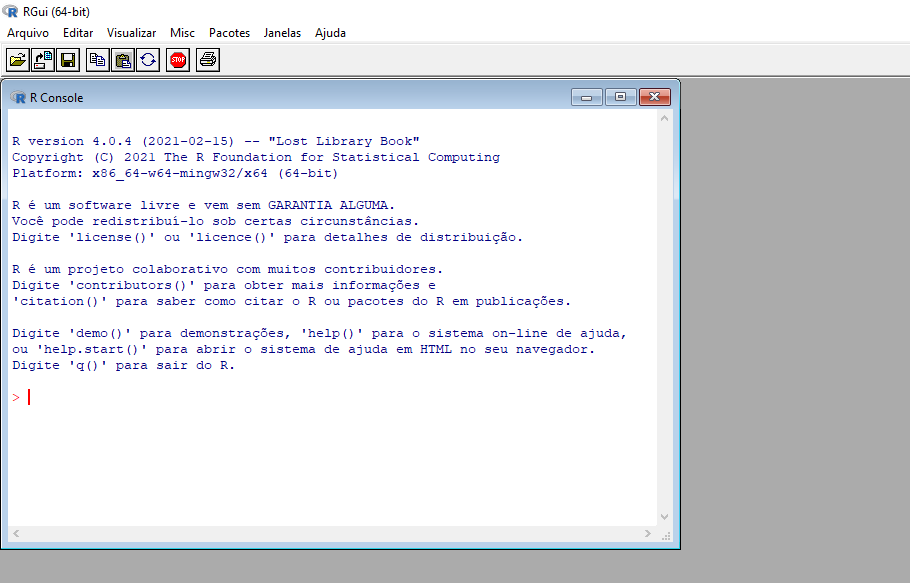 RGui (64-bit)
Arquivo Editar Visualizar Misc Pacotes Janelas Ajuda
STOP
R Console
R version 4.0.4 (2021-02-15) -- "Lost Library Book"
Copyright (C) 2021 The R Foundation for Statistical Computing
Platform: x86_64-w64-mingw32/x64 (64-bit)
R é um software livre e vem sem GARANTIA ALGUMA.
Você pode redistribuí-lo sob certas circunstâncias.
Digite 'license()' ou 'licence()' para detalhes de distribuição.
R é um projeto colaborativo com muitos contribuidores.
Digite 'contributors()' para obter mais informações e
'citation()' para saber como citar o R ou pacotes do R em publicações.
Digite 'demo()' para demonstrações, 'help()' para o sistema on-line de ajuda,
ou 'help.start()' para abrir o sistema de ajuda em HTML no seu navegador.
Digite 'q()' para sair do R.
>